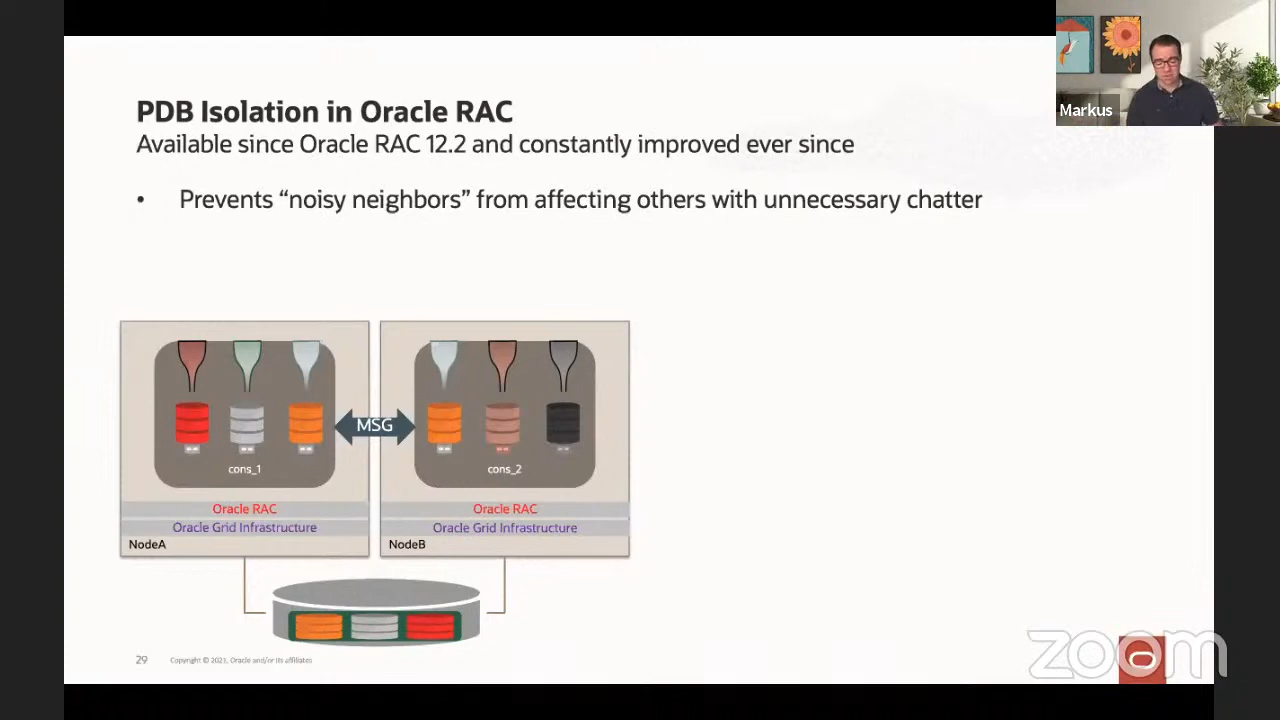 Markus
PDB Isolation in Oracle RAC
Available since Oracle RAC 12.2 and constantly improved ever since
• Prevents “noisy neighbors” from affecting others with unnecessary chatter
MSG
cons_1
cons_2
Oracle RAC
Oracle RAC
Oracle Grid Infrastructure
Oracle Grid Infrastructure
NodeA
NodeB
29
Copyright © 2021, Oracle and/or its affiliates
zoom